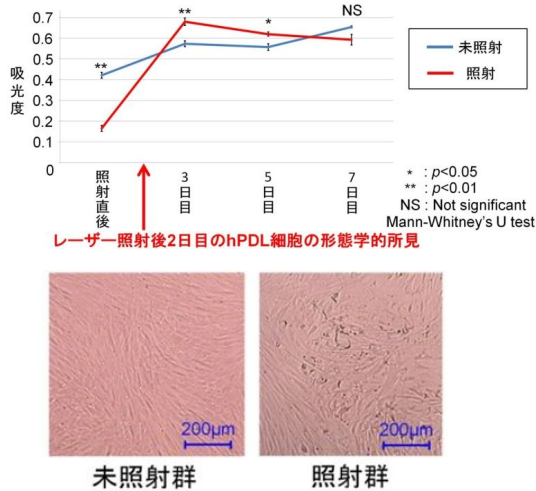 0.7
0.6
0.5
0.4
0.3
0.2
0.1
0
吸光度
**
**
*
NS
未照射
照射
照射直後
3日目
5日目
7日目
* : p<0.05
** : p<0.01
NS : Not significant
Mann-Whitney's U test
レーザー照射後2日目のhPDL細胞の形態学的所見
200μm
200μm
未照射群
照射群